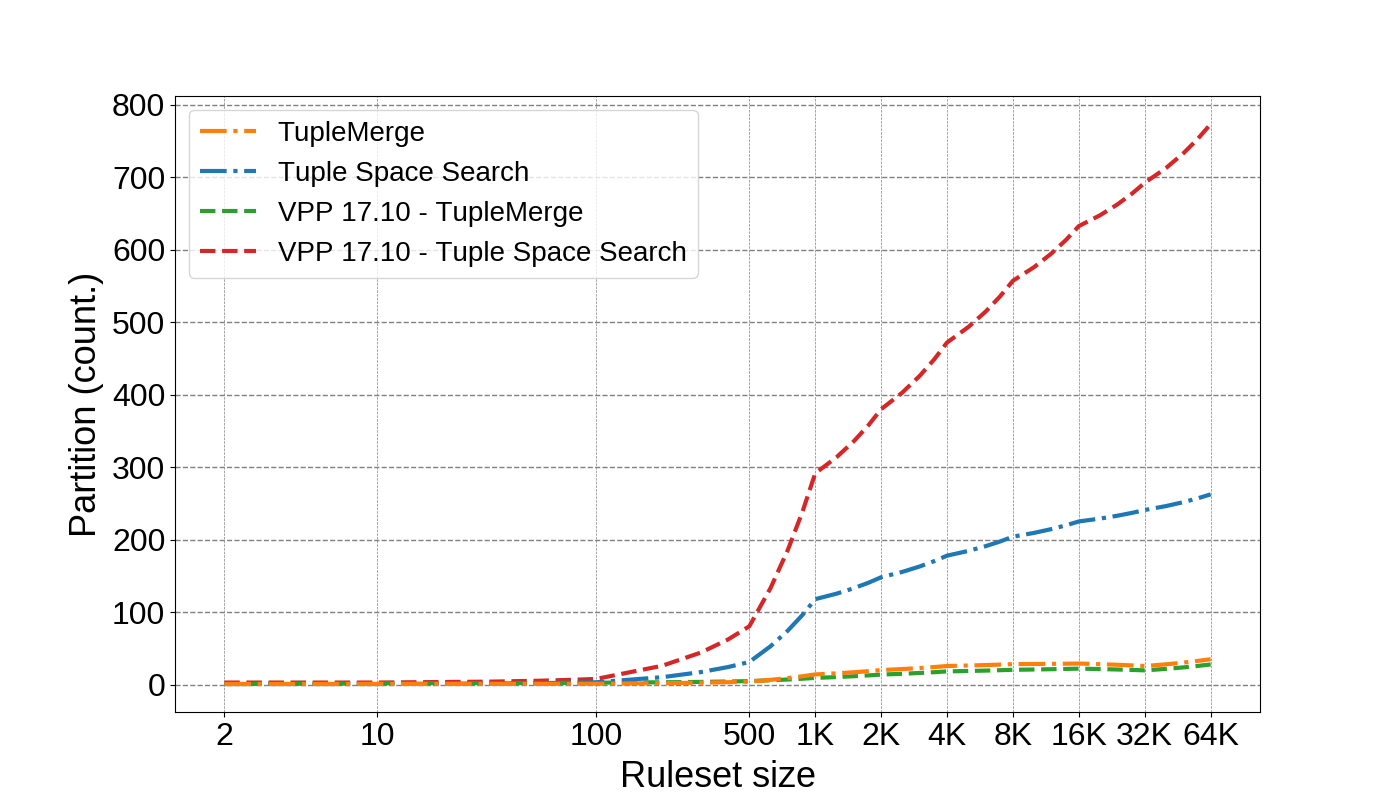 800
700
600
500
400
300
200
100
0
Partition (count.)
TupleMerge
Tuple Space Search
VPP 17.10 - TupleMerge
VPP 17.10 - Tuple Space Search
2 10 100 500 1K 2K 4K 8K 16K 32K 64K
Ruleset size